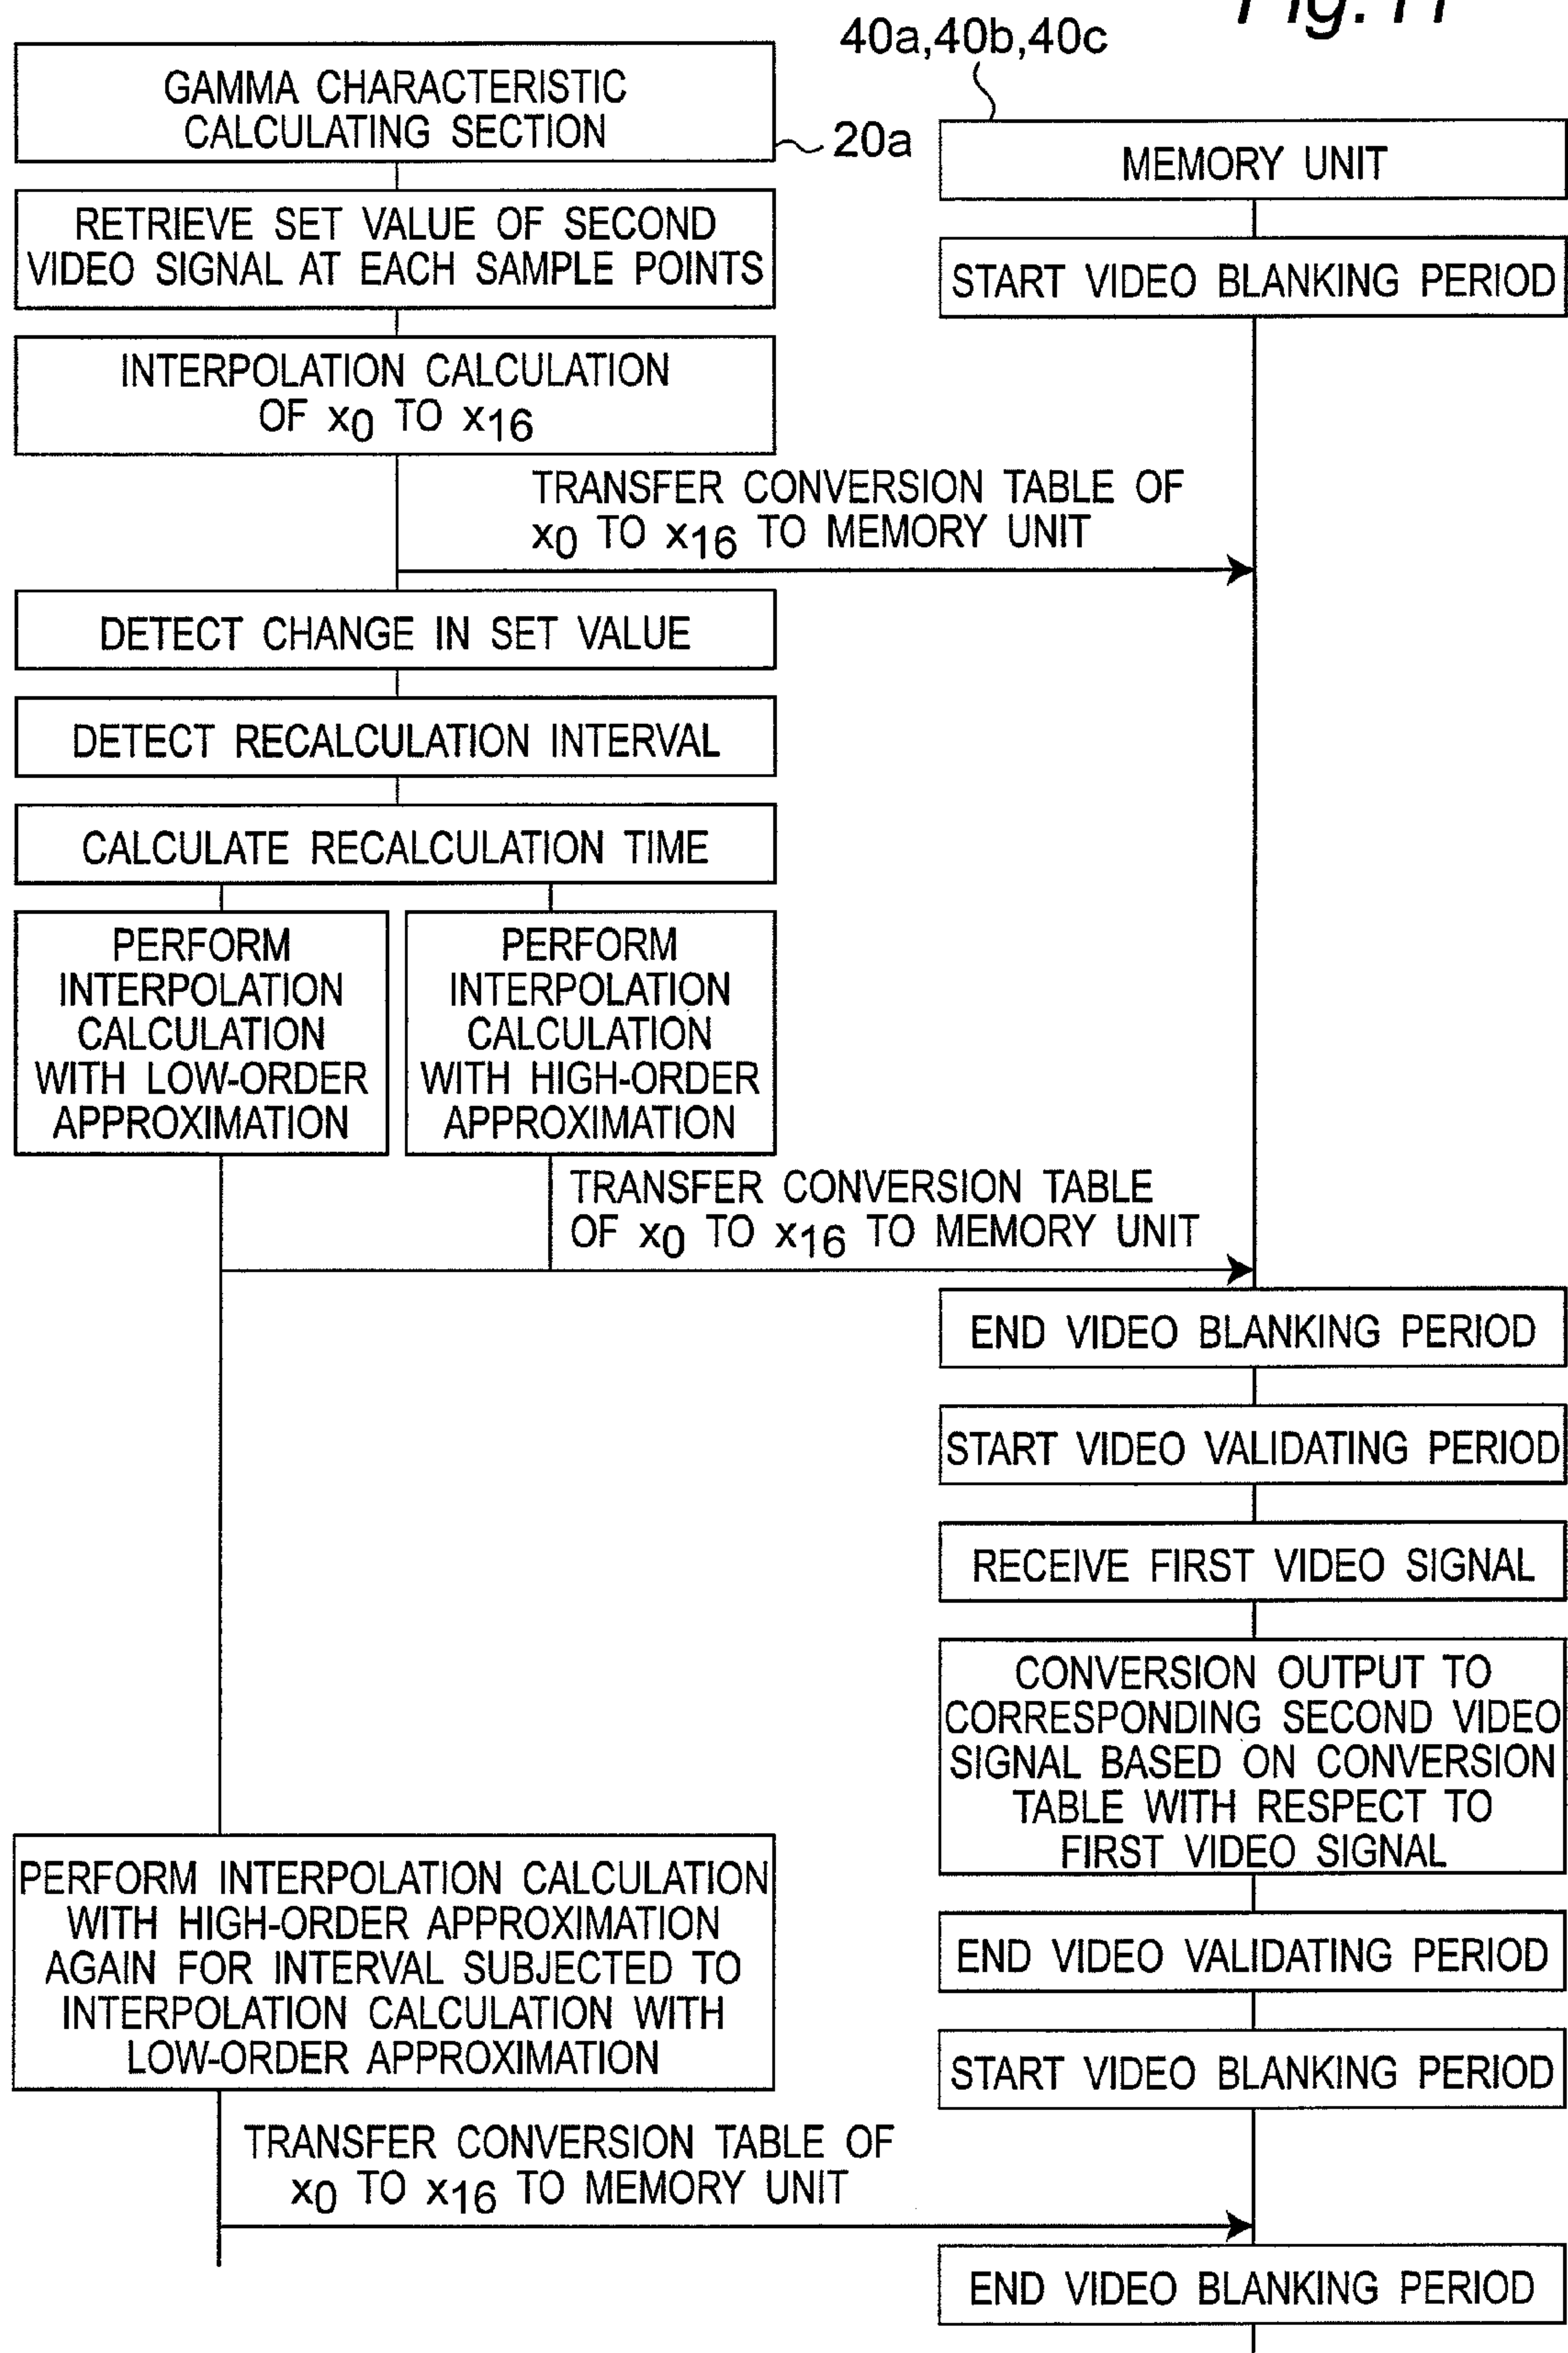 Fig. 11
40a,40b,40c
GAMMA CHARACTERISTIC
CALCULATING SECTION
20a
MEMORY UNIT
RETRIEVE SET VALUE OF SECOND
VIDEO SIGNAL AT EACH SAMPLE POINTS
START VIDEO BLANKING PERIOD
INTERPOLATION CALCULATION
OF x0 TO x16
TRANSFER CONVERSION TABLE OF
x0 TO x16 TO MEMORY UNIT
DETECT CHANGE IN SET VALUE
DETECT RECALCULATION INTERVAL
CALCULATE RECALCULATION TIME
PERFORM
INTERPOLATION
CALCULATION
WITH LOW-ORDER
APPROXIMATION
PERFORM
INTERPOLATION
CALCULATION
WITH HIGH-ORDER
APPROXIMATION
TRANSFER CONVERSION TABLE
OF x0 TO x16 TO MEMORY UNIT
END VIDEO BLANKING PERIOD
START VIDEO VALIDATING PERIOD
RECEIVE FIRST VIDEO SIGNAL
CONVERSION OUTPUT TO
CORRESPONDING SECOND VIDEO
SIGNAL BASED ON CONVERSION
TABLE WITH RESPECT TO
FIRST VIDEO SIGNAL
PERFORM INTERPOLATION CALCULATION
WITH HIGH-ORDER APPROXIMATION
AGAIN FOR INTERVAL SUBJECTED TO
INTERPOLATION CALCULATION WITH
LOW-ORDER APPROXIMATION
END VIDEO VALIDATING PERIOD
START VIDEO BLANKING PERIOD
TRANSFER CONVERSION TABLE OF
x0 TO x16 TO MEMORY UNIT
END VIDEO BLANKING PERIOD